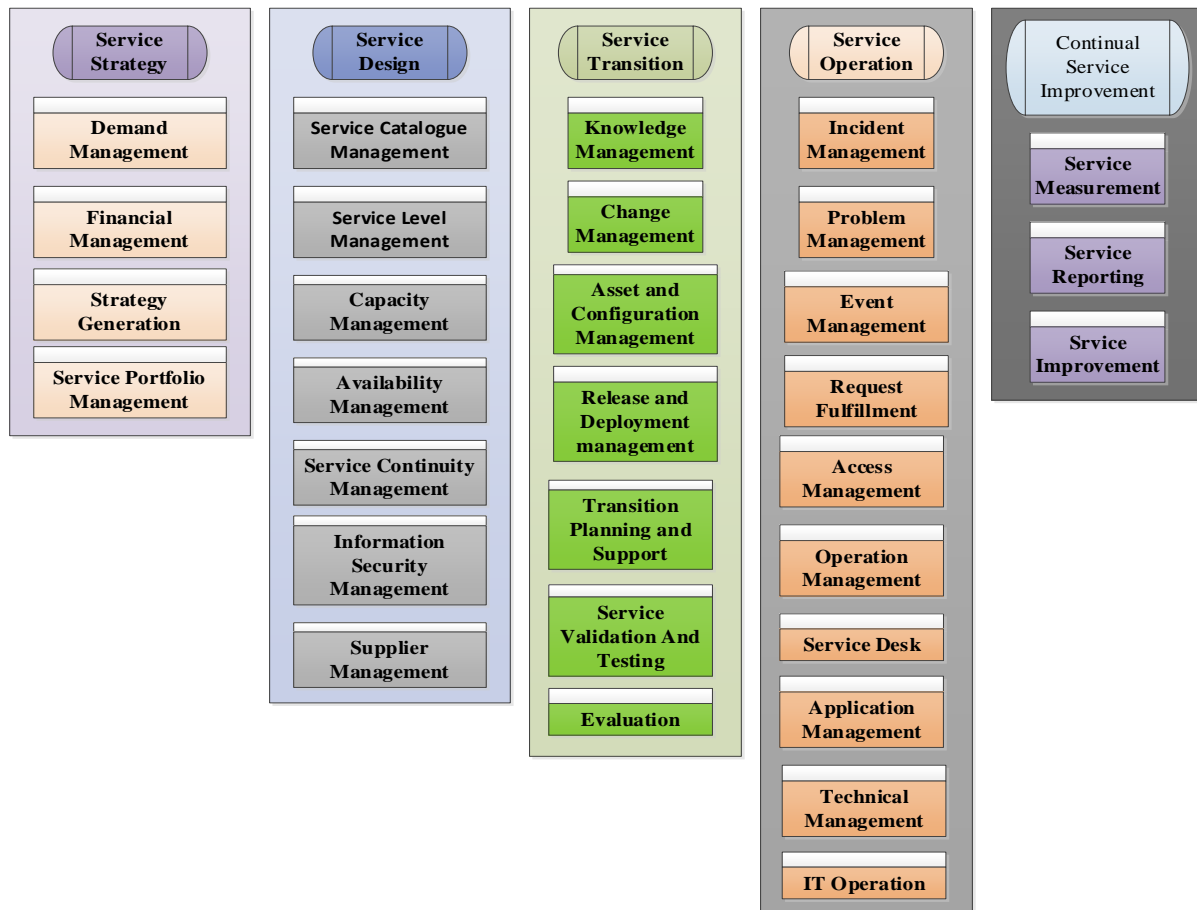 Service
Strategy
Demand
Management
Financial
Management
Strategy
Generation
Service Portfolio
Management
Service
Design
Service Catalogue
Management
Service Level
Management
Capacity
Management
Availability
Management
Service Continuity
Management
Information
Security
Management
Supplier
Management
Service
Transition
Knowledge
Management
Change
Management
Asset and
Configuration
Management
Release and
Deployment
management
Transition
Planning and
Support
Service
Validation And
Testing
Evaluation
Service
Operation
Incident
Management
Problem
Management
Event
Management
Request
Fulfillment
Access
Management
Operation
Management
Service Desk
Application
Management
Technical
Management
IT Operation
Continual
Service
Improvement
Service
Measurement
Service
Reporting
Srvice
Improvement